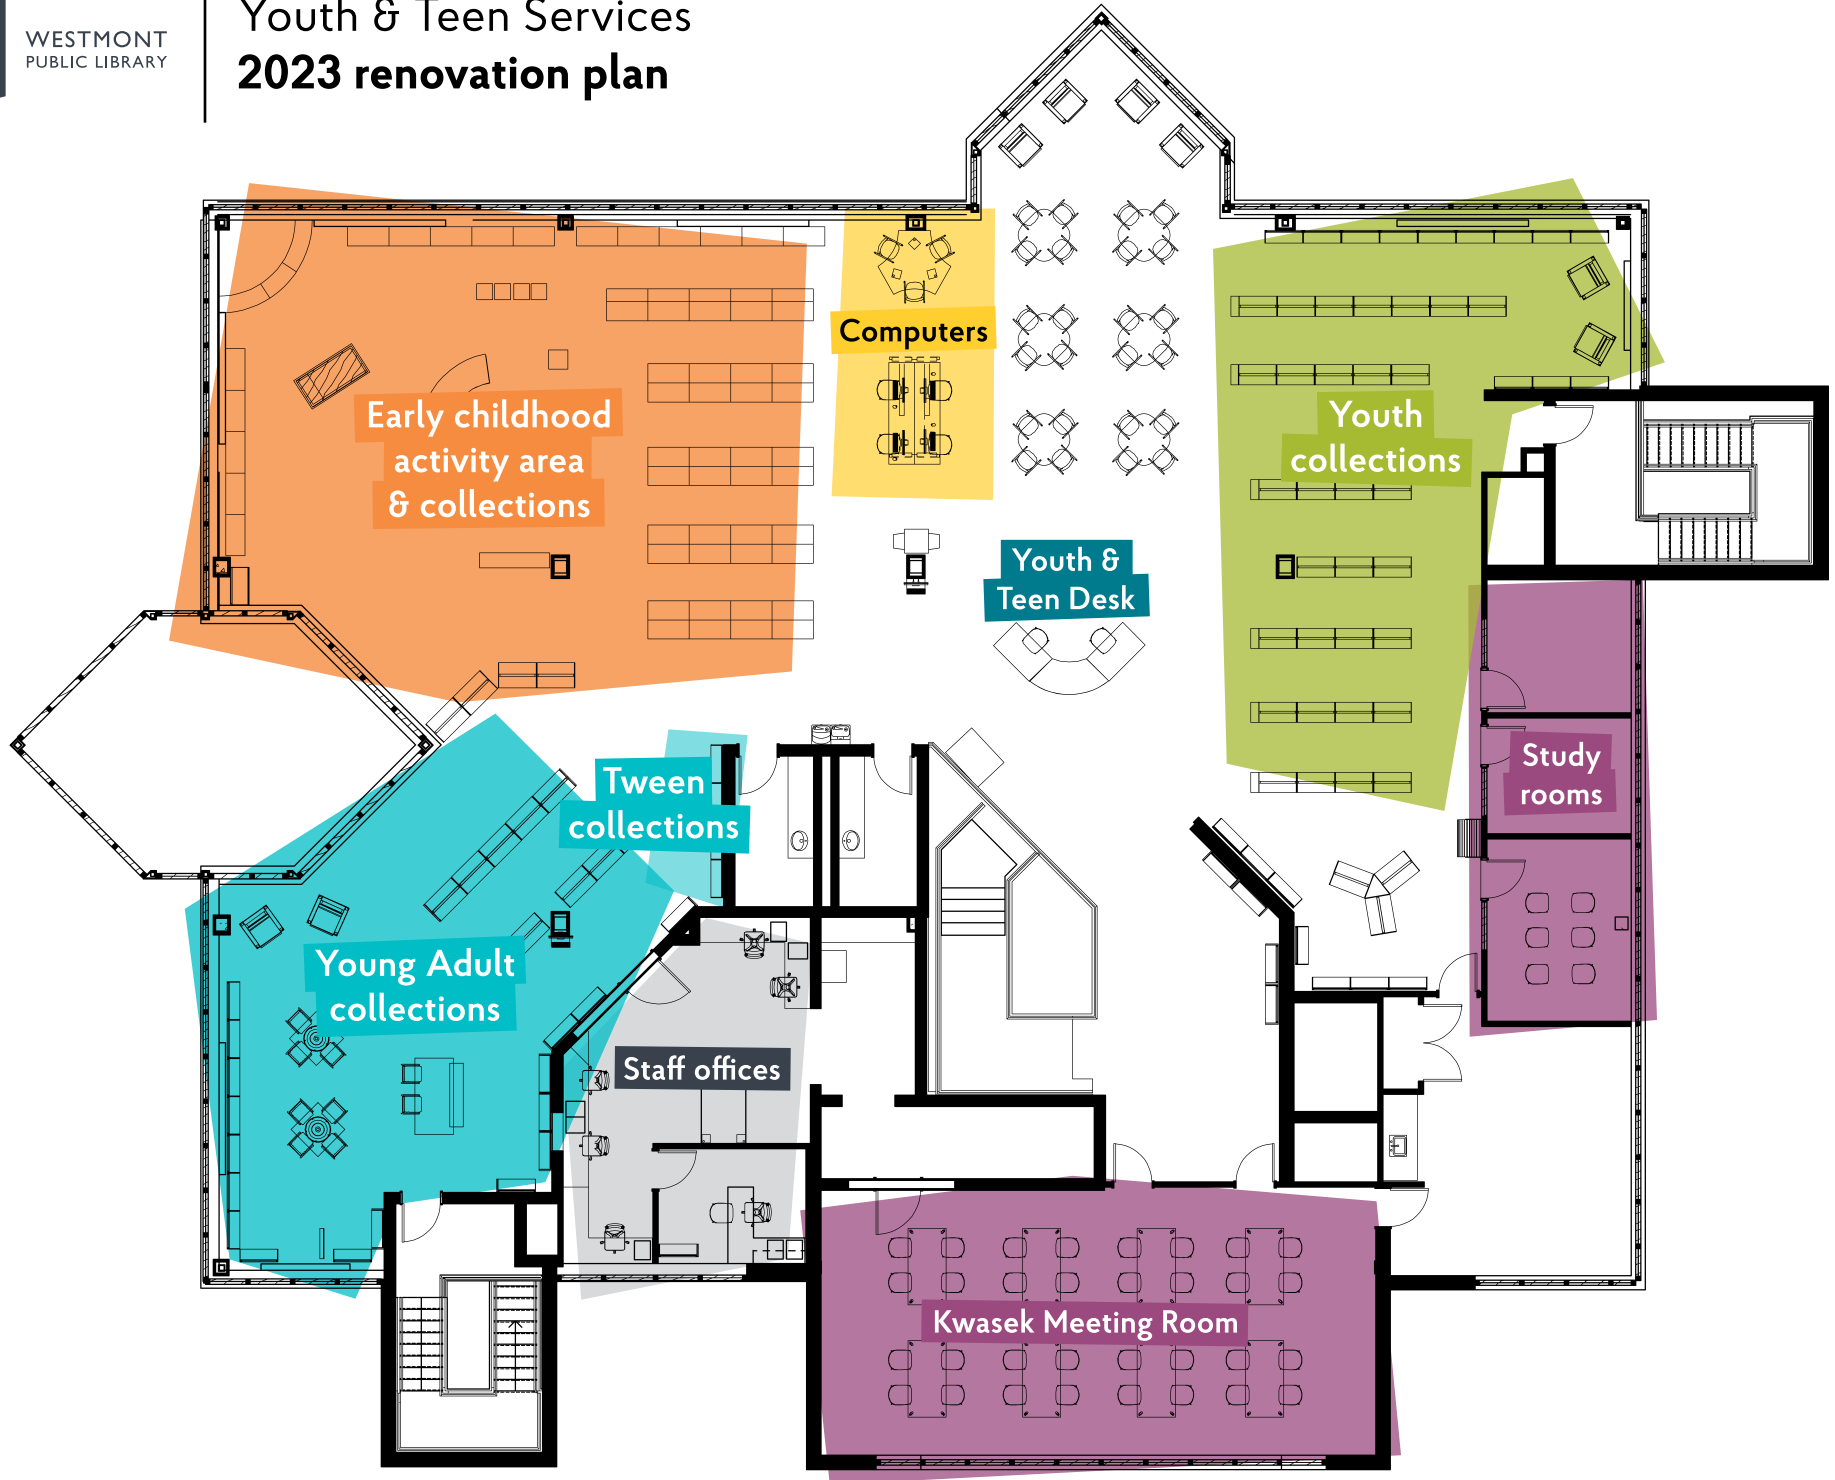 WESTMONT
PUBLIC LIBRARY
Youth & Teen Services
2023 renovation plan
Computers
Early childhood
activity area
& collections
Youth
collections
Youth &
Teen Desk
Study
rooms
Tween
collections
Young Adult
collections
Staff offices
Kwasek Meeting Room